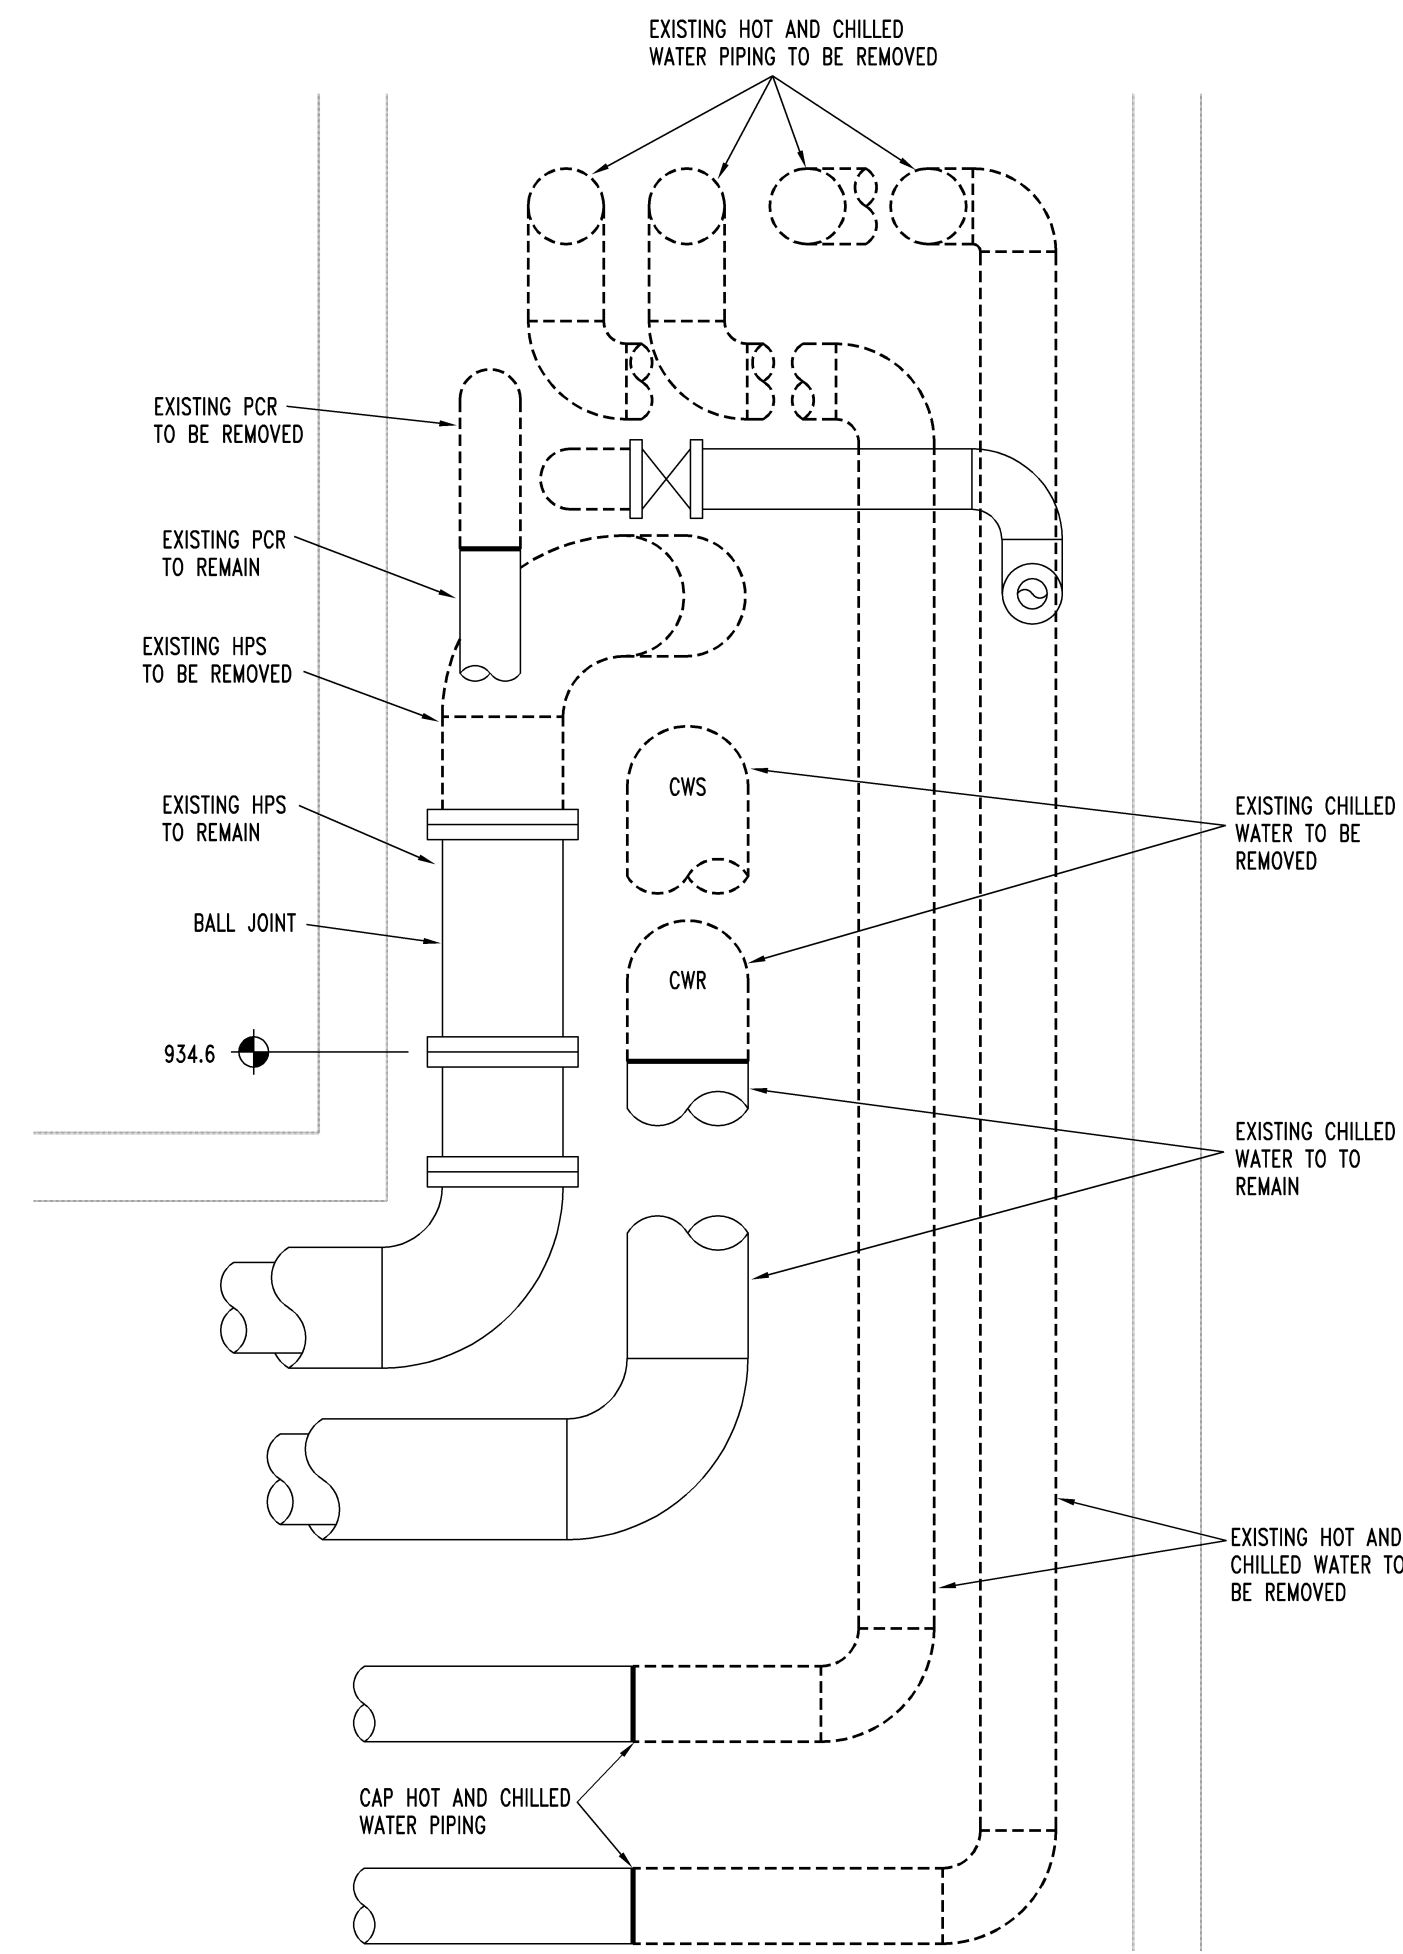 EXISTING HOT AND CHILLED
WATER PIPING TO BE REMOVED
EXISTING PCR
TO BE REMOVED
EXISTING PCR
TO REMAIN
EXISTING HPS
TO BE REMOVED
CWS
EXISTING HPS
TO REMAIN
EXISTING CHILLED
WATER TO BE
REMOVED
BALL JOINT
CWR
934.6
EXISTING CHILLED
WATER TO TO
REMAIN
EXISTING HOT AND
CHILLED WATER TO
BE REMOVED
CAP HOT AND CHILLED
WATER PIPING